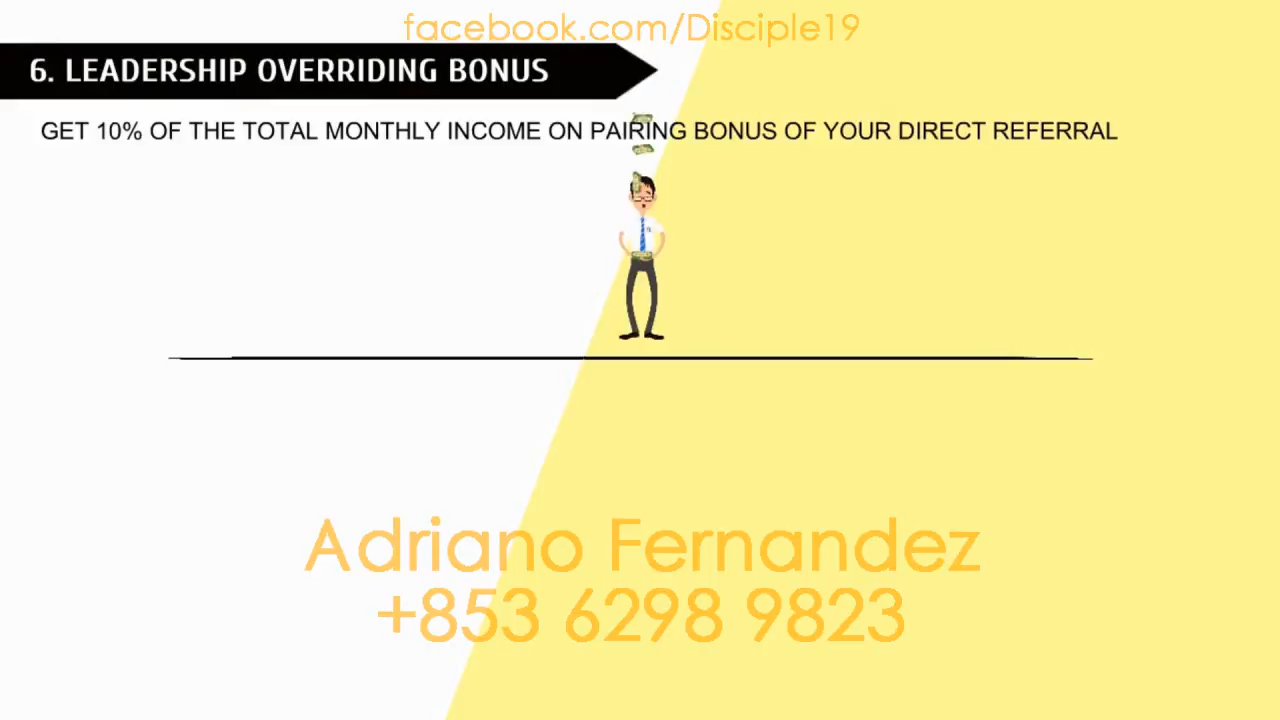 facebook.com/Disciple19
6. LEADERSHIP OVERRIDING BONUS
GET 10% OF THE TOTAL MONTHLY INCOME ON PAIRING BONUS OF YOUR DIRECT REFERRAL
Adriano Fernandez
+853 6298 9823